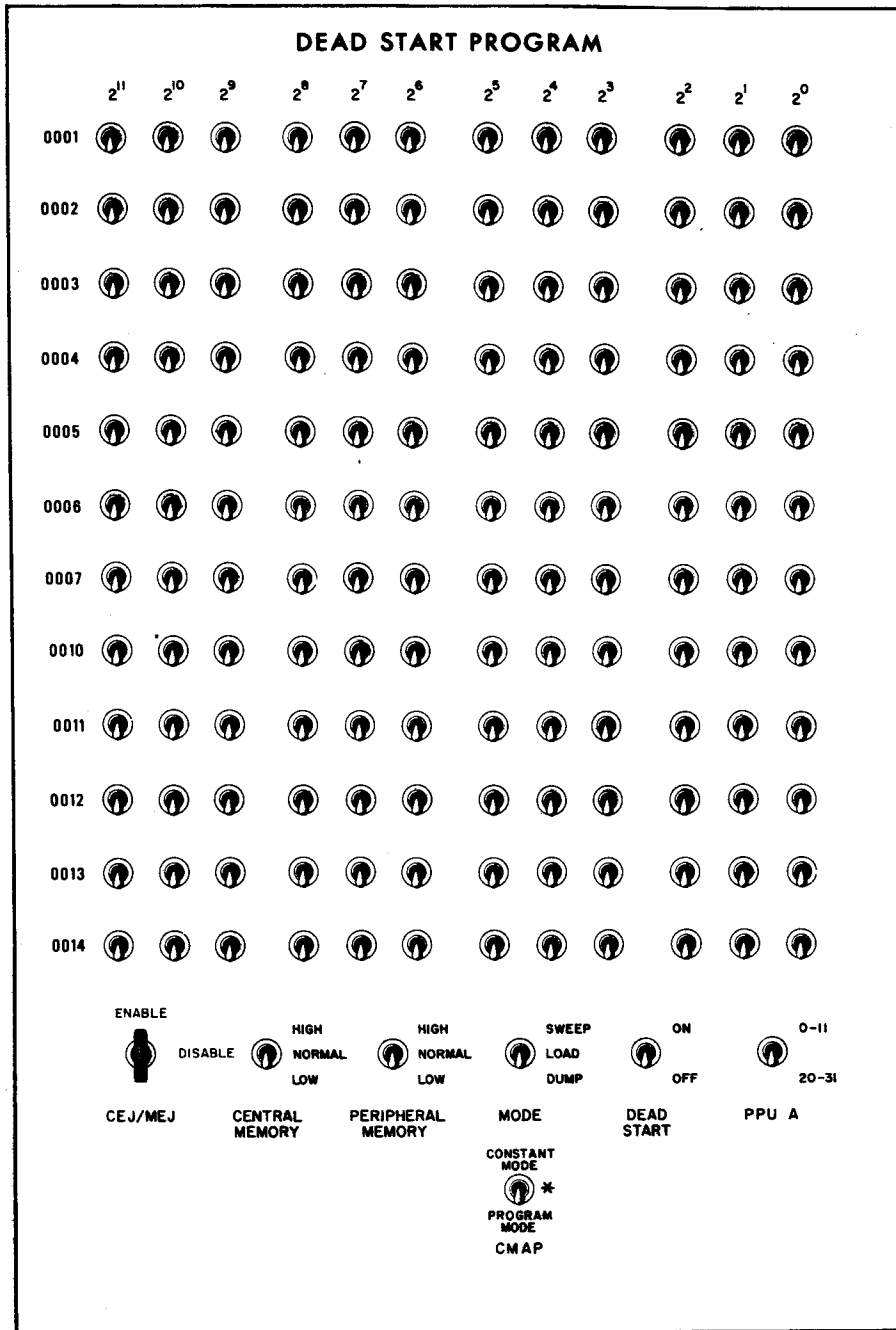 DEAD START PROGRAM
2¹¹ 2¹⁰ 2⁹ 2⁸ 2⁷ 2⁶ 2⁵ 2⁴ 2³ 2² 2¹ 2⁰
0001
0002
0003
0004
0005
0006
0007
0010
0011
0012
0013
0014
ENABLE
DISABLE
CEJ/MEJ
HIGH
NORMAL
LOW
CENTRAL
MEMORY
HIGH
NORMAL
LOW
PERIPHERAL
MEMORY
SWEEP
LOAD
DUMP
MODE
ON
OFF
DEAD
START
0-11
20-31
PPU A
CONSTANT
MODE
*
PROGRAM
MODE
CMAP